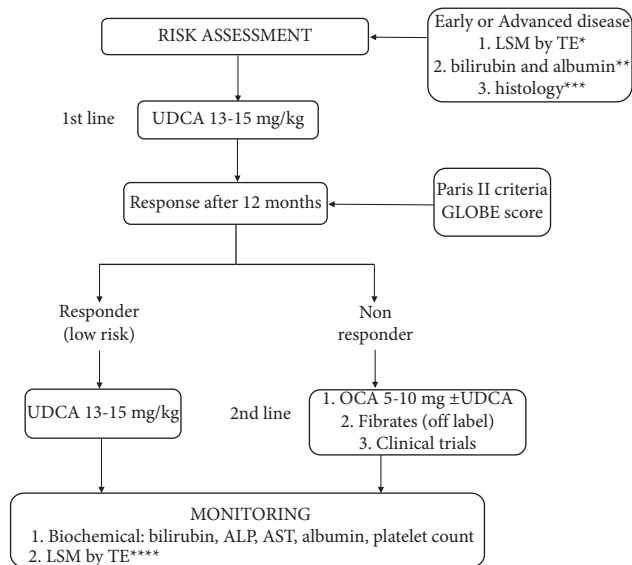 RISK ASSESSMENT
Early or Advanced disease
1. LSM by TE*
2. bilirubin and albumin**
3. histology***
1st line
UDCA 13-15 mg/kg
Response after 12 months
Paris II criteria
GLOBE score
Responder
(low risk)
Non
responder
UDCA 13-15 mg/kg
2nd line
1. OCA 5-10 mg ±UDCA
2. Fibrates (off label)
3. Clinical trials
MONITORING
1. Biochemical: bilirubin, ALP, AST, albumin, platelet count
2. LSM by TE****